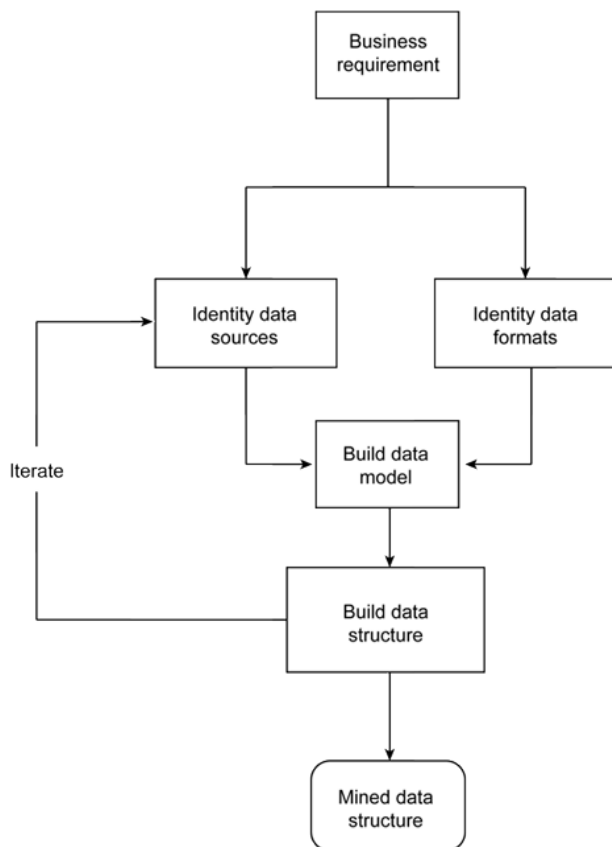 Business
requirement
Identity data
sources
Identity data
formats
Build data
model
Iterate
Build data
structure
Mined data
structure